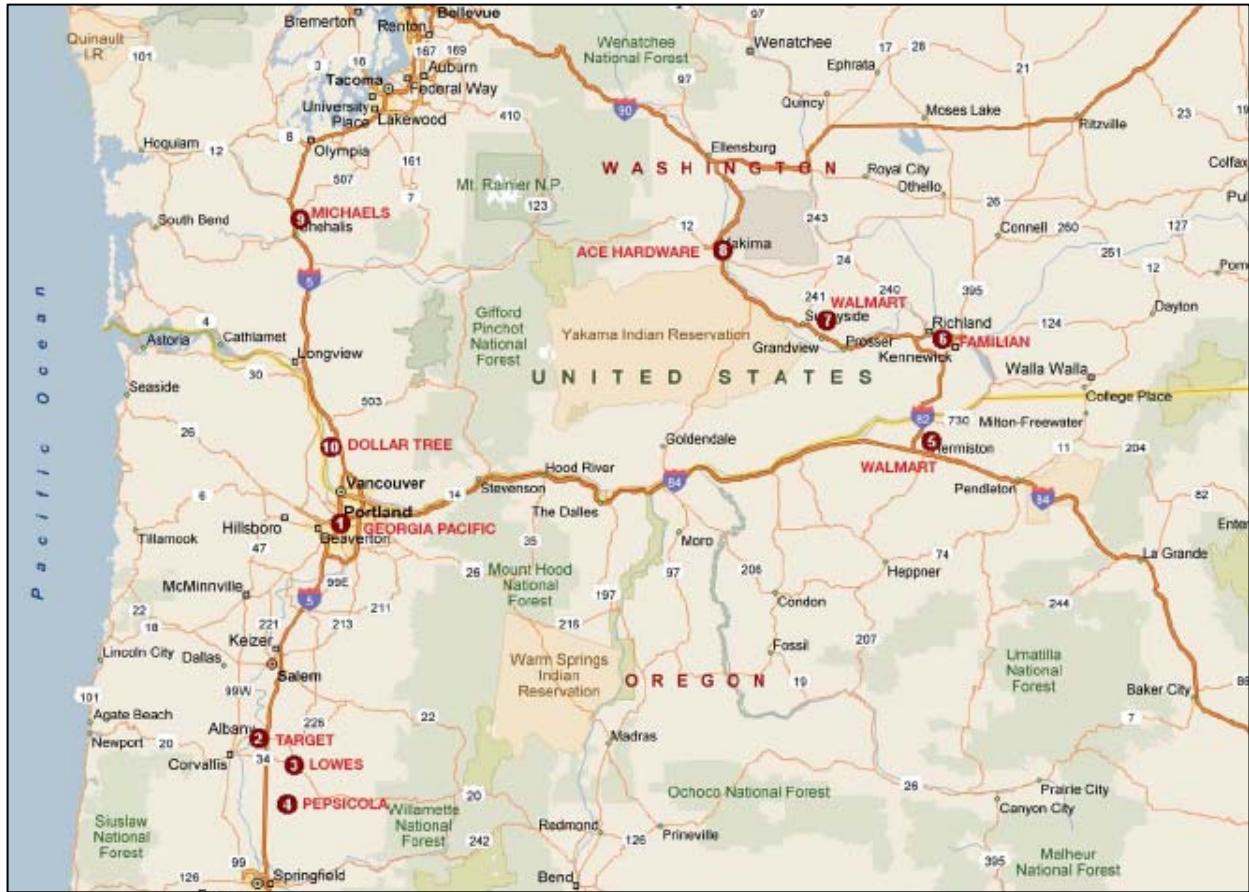 Bremerton
Bellevue
97
Renton
Quinault
I.R.
101
3
16
167
169
Wenatchee
National Forest
97
Wenatchee
17
28
21
Ephrata
Tacoma
Auburn
Federal Way
University
Place
Lakewood
Quincy
Moses Lake
23
Ritzville
90
410
8
Hoquiam
12
Olympia
161
507
7
Ellensburg
WASHINGTON
Royal City
Othello
Colfax
Mt. Rainier N.P.
123
26
South Bend
9
MICHAELS
Chehalis
12
243
Connell
260
127
ACE HARDWARE
8
Yakima
24
251
12
5
395
241
240
WALMART
7
Sunnyside
Dayton
Gifford
Pinchot
National
Forest
Yakama Indian Reservation
Richland
124
6
FAMILIAN
4
Astoria
Cathlamet
Longview
Grandview
Prosser
Kennewick
30
UNITED STATES
Walla Walla
Seaside
College Place
503
82
730
Milton-Freewater
26
10
DOLLAR TREE
Goldendale
5
Hermiston
11
204
WALMART
Vancouver
Hood River
84
6
14
Stevenson
Pendleton
84
82
Portland
The Dalles
1
GEORGIA PACIFIC
Hillsboro
Beaverton
Tillamook
35
Moro
47
La Grande
26
Mount Hood
National
Forest
74
99E
97
206
Heppner
McMinnville
5
211
197
Condon
244
22
18
221
213
216
207
Keizer
Lincoln City
Dallas
Salem
Warm Springs
Indian
Reservation
Fossil
Umatilla
National
Forest
OREGON
19
99W
101
Baker City
Agate Beach
226
22
7
Newport
20
Albany
2
TARGET
Madras
Corvallis
34
3
LOWES
4
PEPSICOLA
Willamette
National
Forest
20
Ochoco National Forest
26
Prairie City
Canyon City
Siuslaw
National
Forest
Redmond
126
Prineville
242
99
395
Malheur
National Forest
126
Springfield
Bend
Pacific Ocean